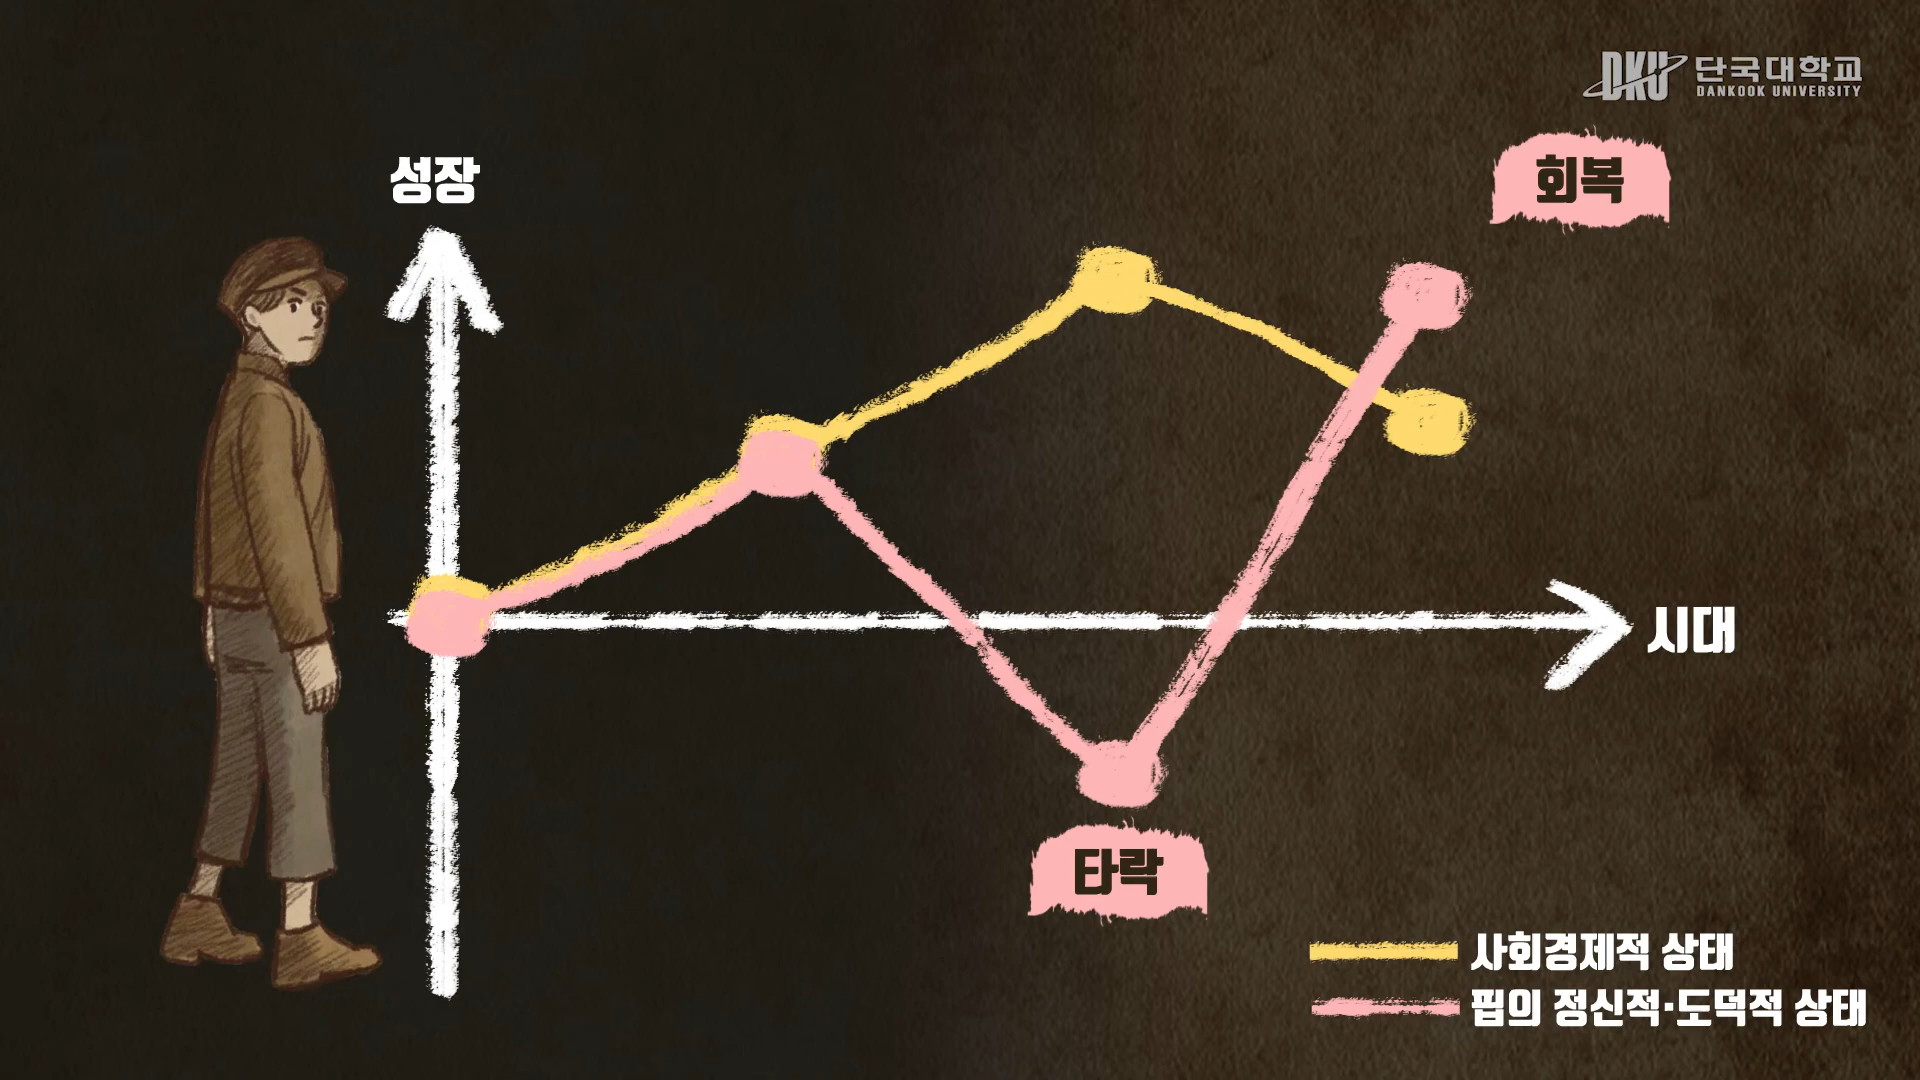 DKU 단국대학교
DANKOOK UNIVERSITY
성장
회복
시대
타락
사회경제적 상태
핍의 정신적·도덕적 상태